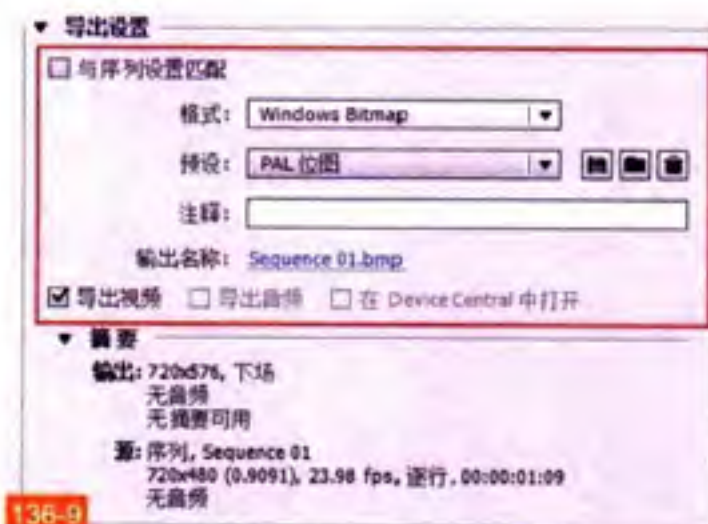 导出设置
与序列设置匹配
格式: Windows Bitmap
预设: PAL 位图
注释:
输出名称: Sequence 01.bmp
导出视频 导出音频 在 Device Central 中打开
摘要
输出: 720x576, 下场
无音频
无摘要可用
源: 序列, Sequence 01
720x480 (0.9091), 23.98 fps, 逐行, 00:00:01:09
无音频
136-9